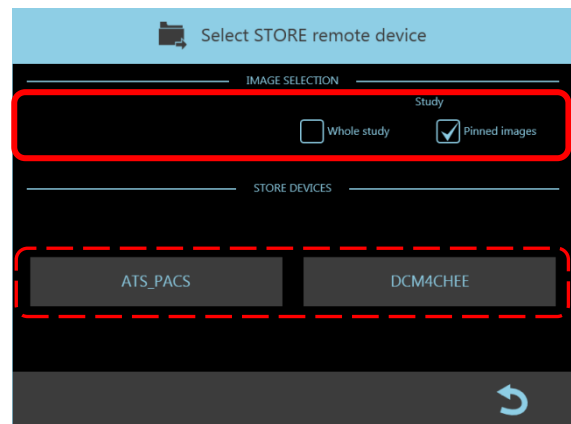 Select STORE remote device
IMAGE SELECTION
Study
Whole study Pinned images
STORE DEVICES
ATS_PACS DCM4CHEE